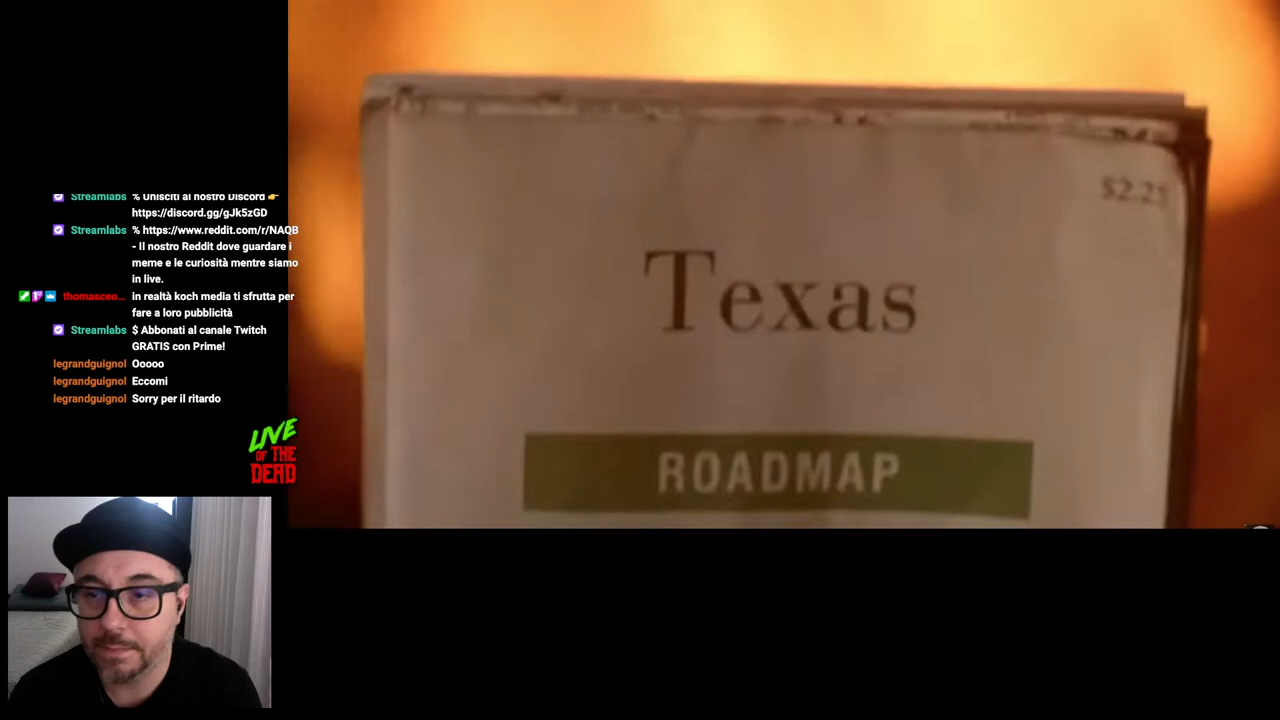 Streamlabs % Unisciti al nostro Discord 👉
https://discord.gg/gJk5zGD
Streamlabs % https://www.reddit.com/r/NAQB
- Il nostro Reddit dove guardare i
meme e le curiosità mentre siamo
in live.
thomasceo... in realtà koch media ti sfrutta per
fare a loro pubblicità
Streamlabs $ Abbonati al canale Twitch
GRATIS con Prime!
legrandguignol Ooooo
legrandguignol Eccomi
legrandguignol Sorry per il ritardo
LIVE
OF THE
DEAD
Texas
ROADMAP